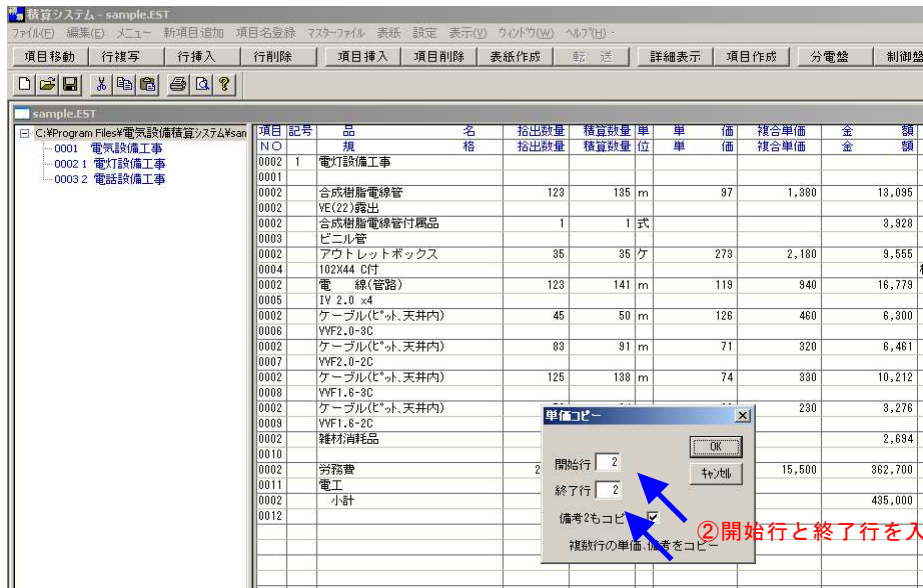 積算システム - sample.EST
ファイル(F) 編集(E) メニュー 新項目追加 項目名登録 マスターファイル 表紙 設定 表示(V) ウィンドウ(W) ヘルプ(H) -
項目移動 行複写 行挿入 行削除 項目挿入 項目削除 表紙作成 転 送 詳細表示 項目作成 分電盤 制御盤
sample.EST
C:¥Program Files¥電気設備積算システム¥san
0001 電気設備工事
0002 1 電灯設備工事
0003 2 電話設備工事
項目 記号 品 名 拾出数量 積算数量 単 単 価 複合単価 金 額
NO 規 格 拾出数量 積算数量 位 単 価 複合単価 金 額
0002 1 電灯設備工事
0001
0002 合成樹脂電線管 123 135 m 97 1,380 13,095
0002 VE(22)露出
0002 合成樹脂電線管付属品 1 1 式 3,928
0003 ビニル管
0002 アウトレットボックス 35 35 ケ 273 2,180 9,555
0004 102X44 C付
0002 電 線(管路) 123 141 m 119 940 16,779
0005 IV 2.0 x4
0002 ケーブル(ピット、天井内) 45 50 m 126 460 6,300
0006 VVF2.0-3C
0002 ケーブル(ピット、天井内) 83 91 m 71 320 6,461
0007 VVF2.0-2C
0002 ケーブル(ピット、天井内) 125 138 m 74 330 10,212
0008 VVF1.6-3C
0002 ケーブル(ピット、天井内) 230 3,276
0009 VVF1.6-2C
0002 雑材消耗品 2,694
0010
0002 労務費 2 15,500 362,700
0011 電工
0002 小計 435,000
0012
単価コピー
OK
開始行 2
キャンセル
終了行 2
備考2もコピー
複数行の単価、備考をコピー
②開始行と終了行を入